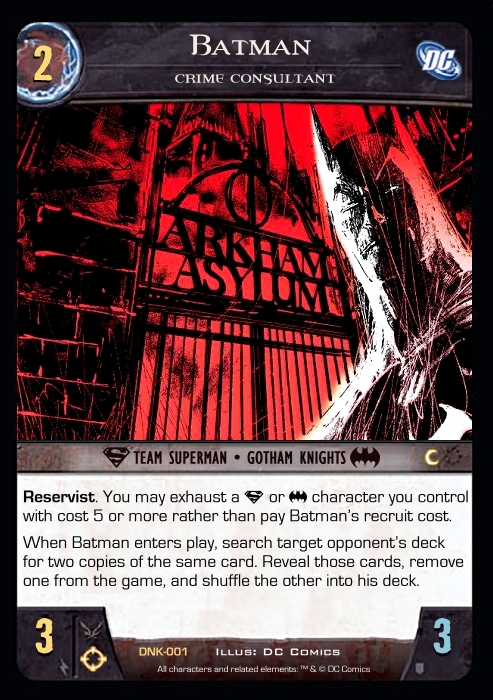 2
BATMAN
DC
CRIME CONSULTANT
ARKHAM
ASYLUM
TEAM SUPERMAN • GOTHAM KNIGHTS
Reservist. You may exhaust a or character you control
with cost 5 or more rather than pay Batman's recruit cost.
When Batman enters play, search target opponent's deck
for two copies of the same card. Reveal those cards, remove
one from the game, and shuffle the other into his deck.
3
3
DNK-001 ILLUS: DC COMICS
All characters and related elements: ™ & © DC Comics